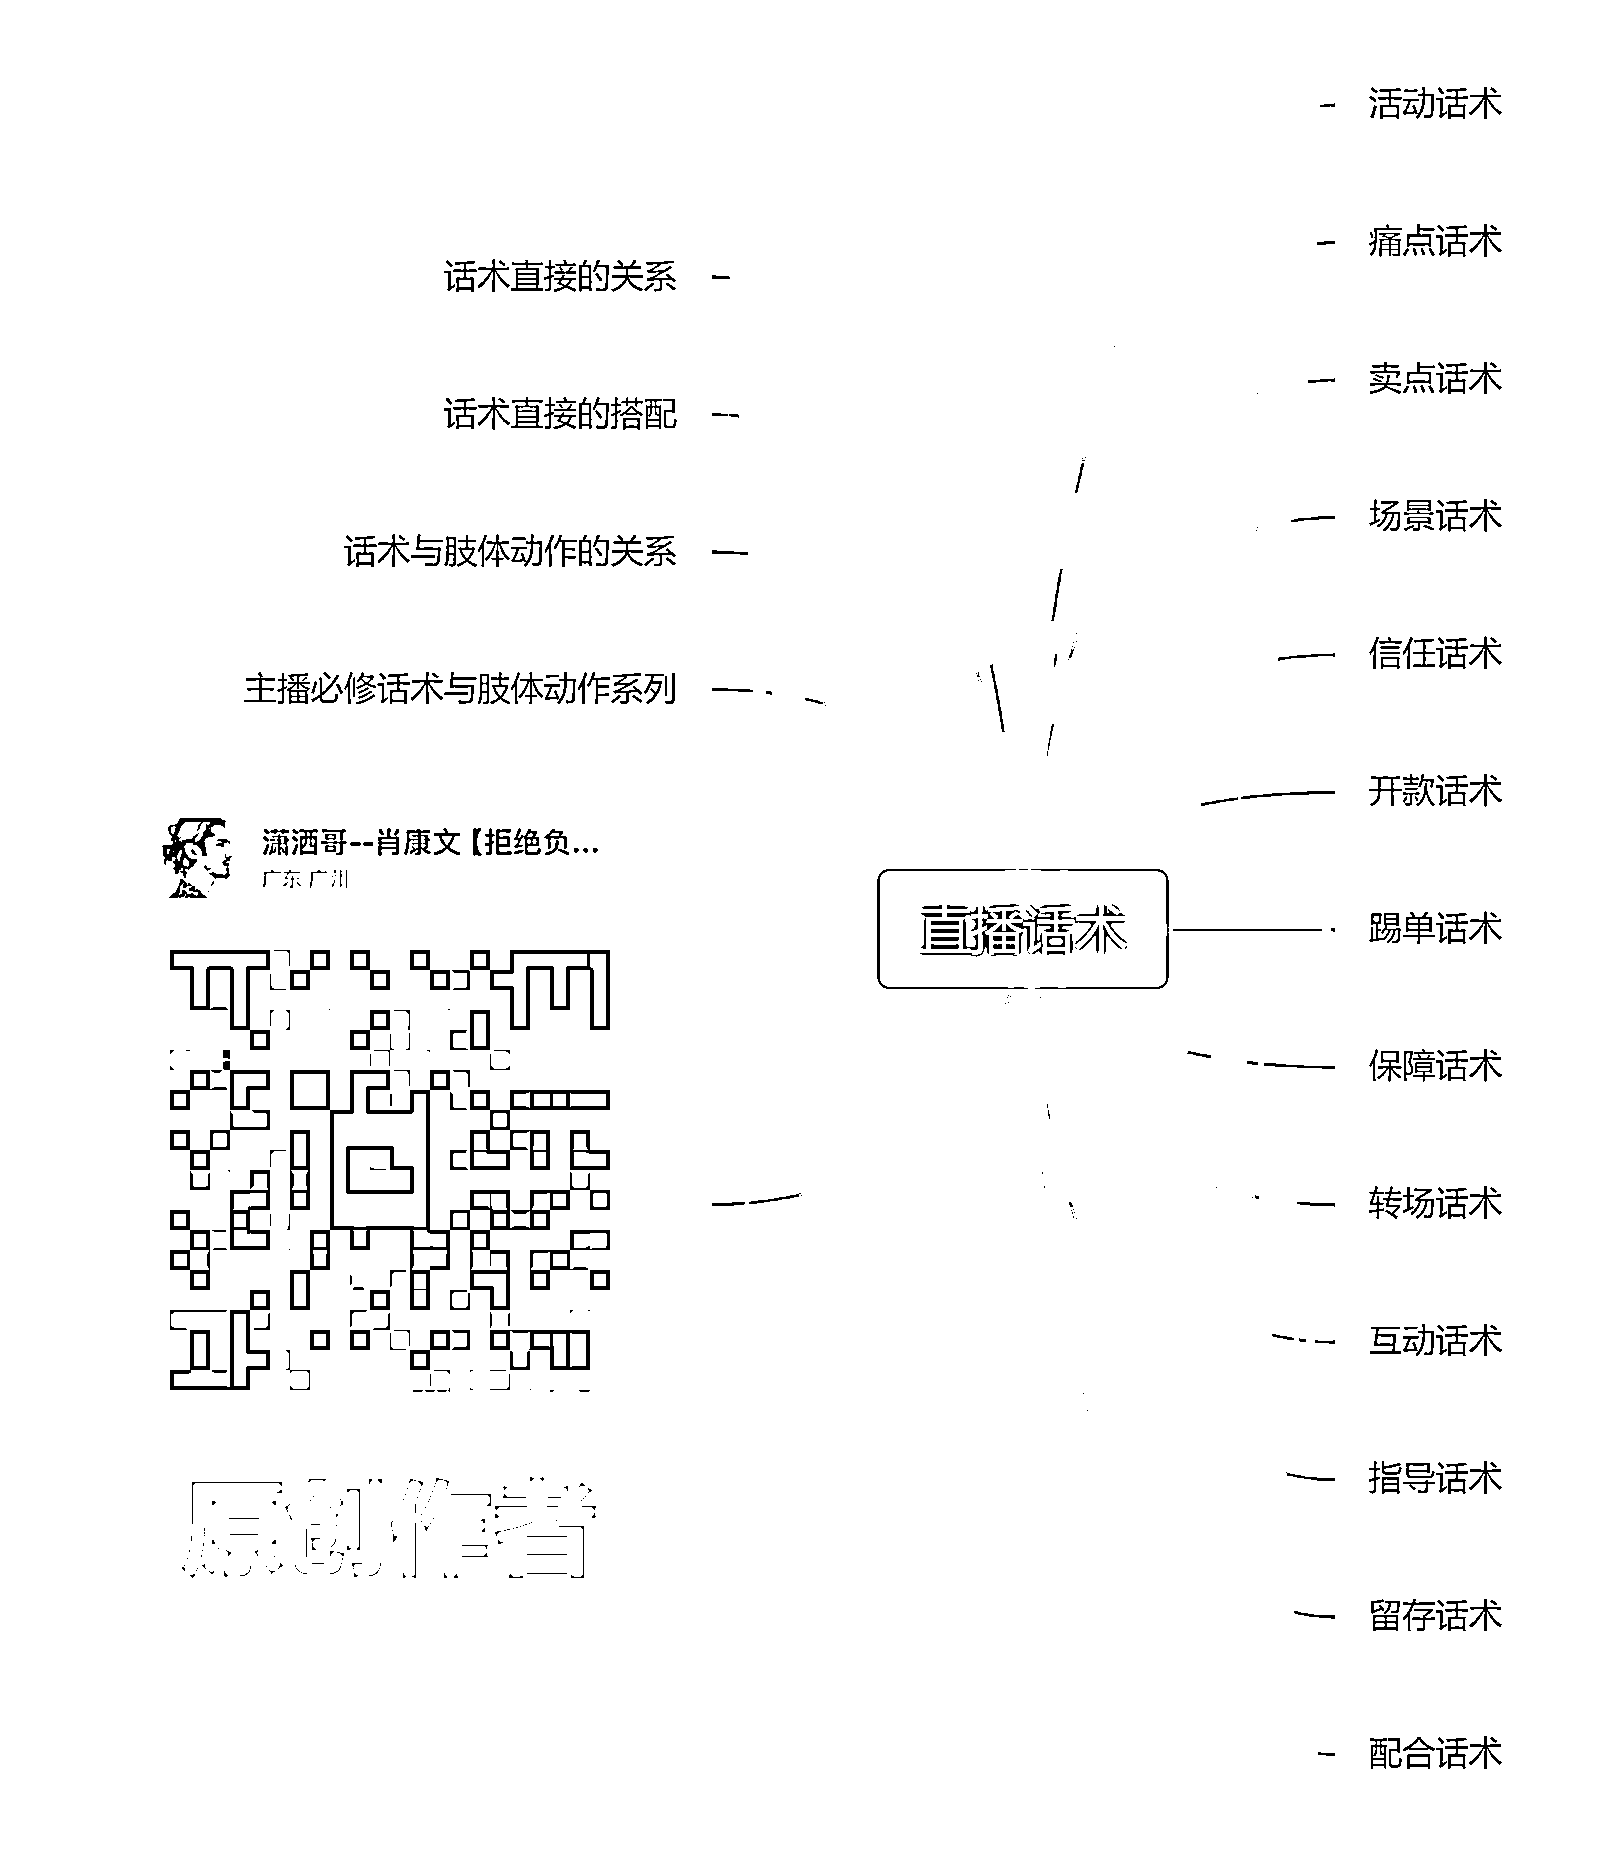 活动话术
痛点话术
卖点话术
场景话术
信任话术
开款话术
踢单话术
保障话术
转场话术
互动话术
指导话术
留存话术
配合话术
直播话术
话术直接的关系
话术直接的搭配
话术与肢体动作的关系
主播必修话术与肢体动作系列
潇洒哥--肖康文【拒绝负...
广东 广州
原创作者